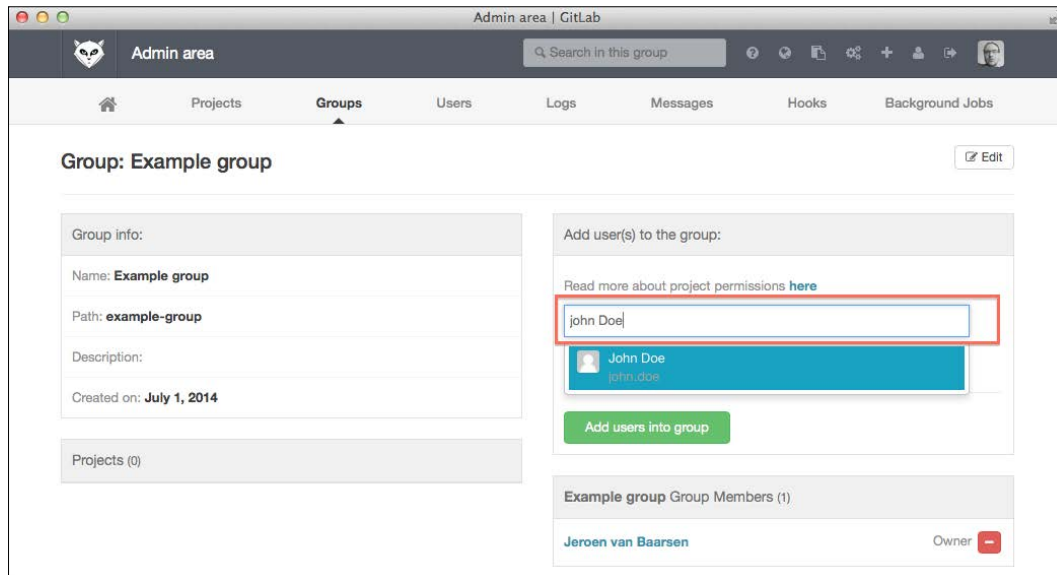 Admin area | GitLab
Admin area
Search in this group
Projects Groups Users Logs Messages Hooks Background Jobs
Group: Example group
Edit
Group info:
Name: Example group
Path: example-group
Description:
Created on: July 1, 2014
Projects (0)
Add user(s) to the group:
Read more about project permissions here
john Doe
John Doe
john.doe
Add users into group
Example group Group Members (1)
Jeroen van Baarsen Owner